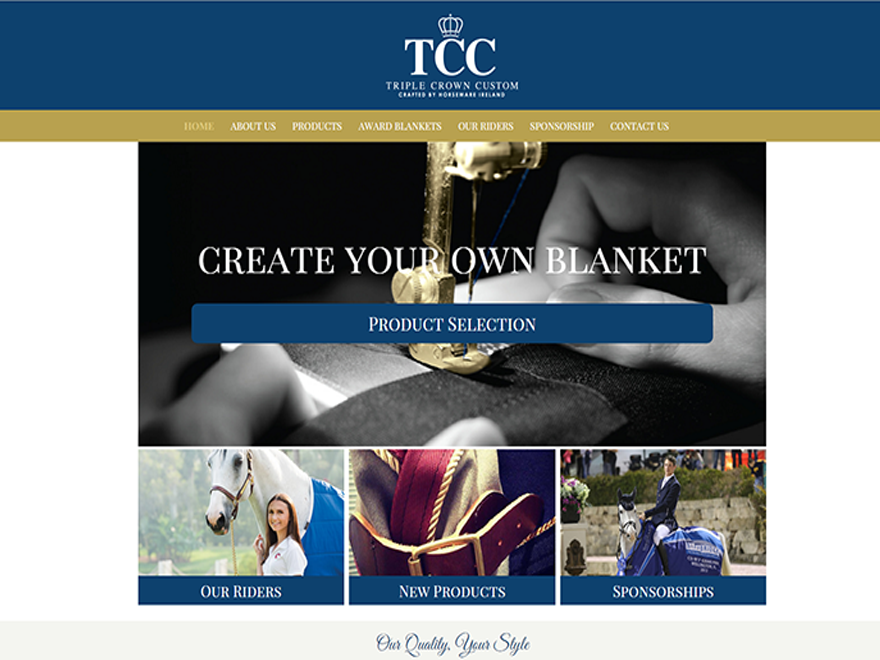 TCC
TRIPLE CROWN CUSTOM
CRAFTED BY HORSEWARE IRELAND
HOME ABOUT US PRODUCTS AWARD BLANKETS OUR RIDERS SPONSORSHIP CONTACT US
CREATE YOUR OWN BLANKET
PRODUCT SELECTION
OUR RIDERS NEW PRODUCTS SPONSORSHIPS
Our Quality, Your Style